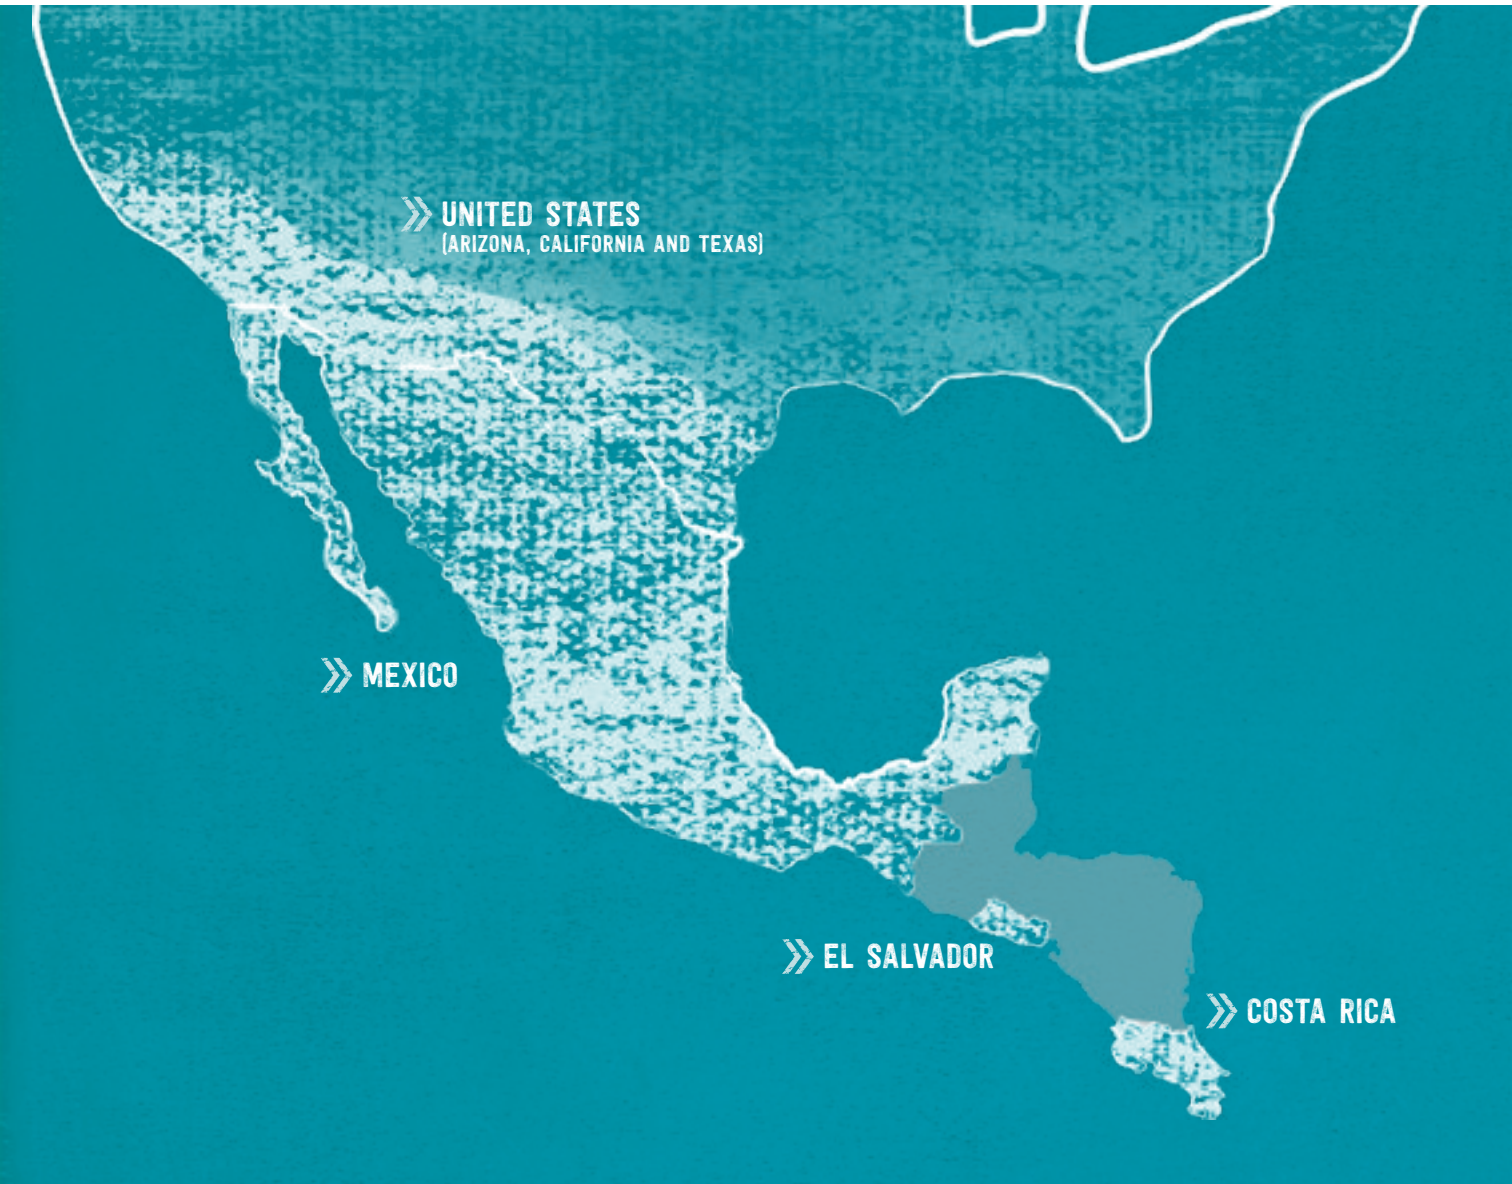 UNITED STATES
(ARIZONA, CALIFORNIA AND TEXAS)
MEXICO
EL SALVADOR
COSTA RICA